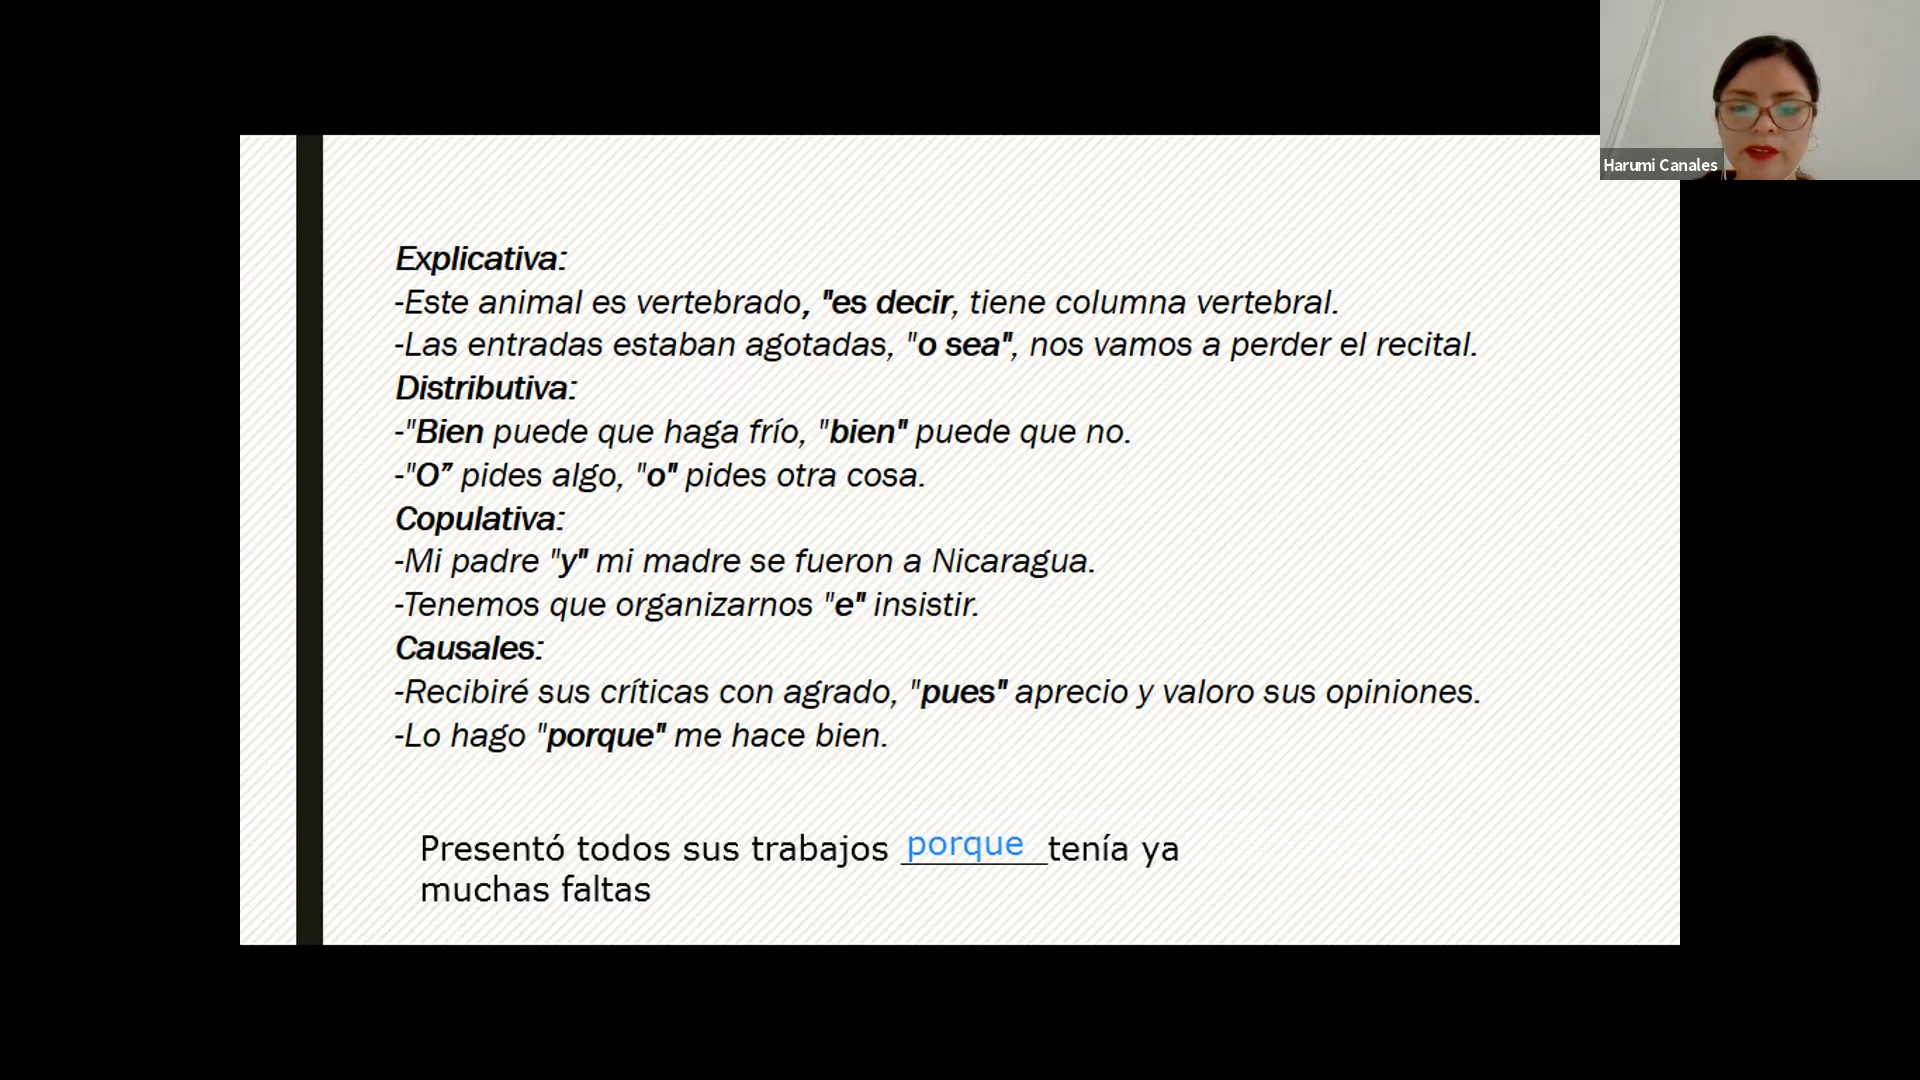 Harumi Canales
Explicativa:
-Este animal es vertebrado, "es decir, tiene columna vertebral.
-Las entradas estaban agotadas, "o sea", nos vamos a perder el recital.
Distributiva:
-"Bien puede que haga frío, "bien" puede que no.
-"O” pides algo, "o" pides otra cosa.
Copulativa:
-Mi padre "y" mi madre se fueron a Nicaragua.
-Tenemos que organizarnos "e" insistir.
Causales:
-Recibiré sus críticas con agrado, "pues" aprecio y valoro sus opiniones.
-Lo hago "porque" me hace bien.
Presentó todos sus trabajos porque tenía ya
muchas faltas